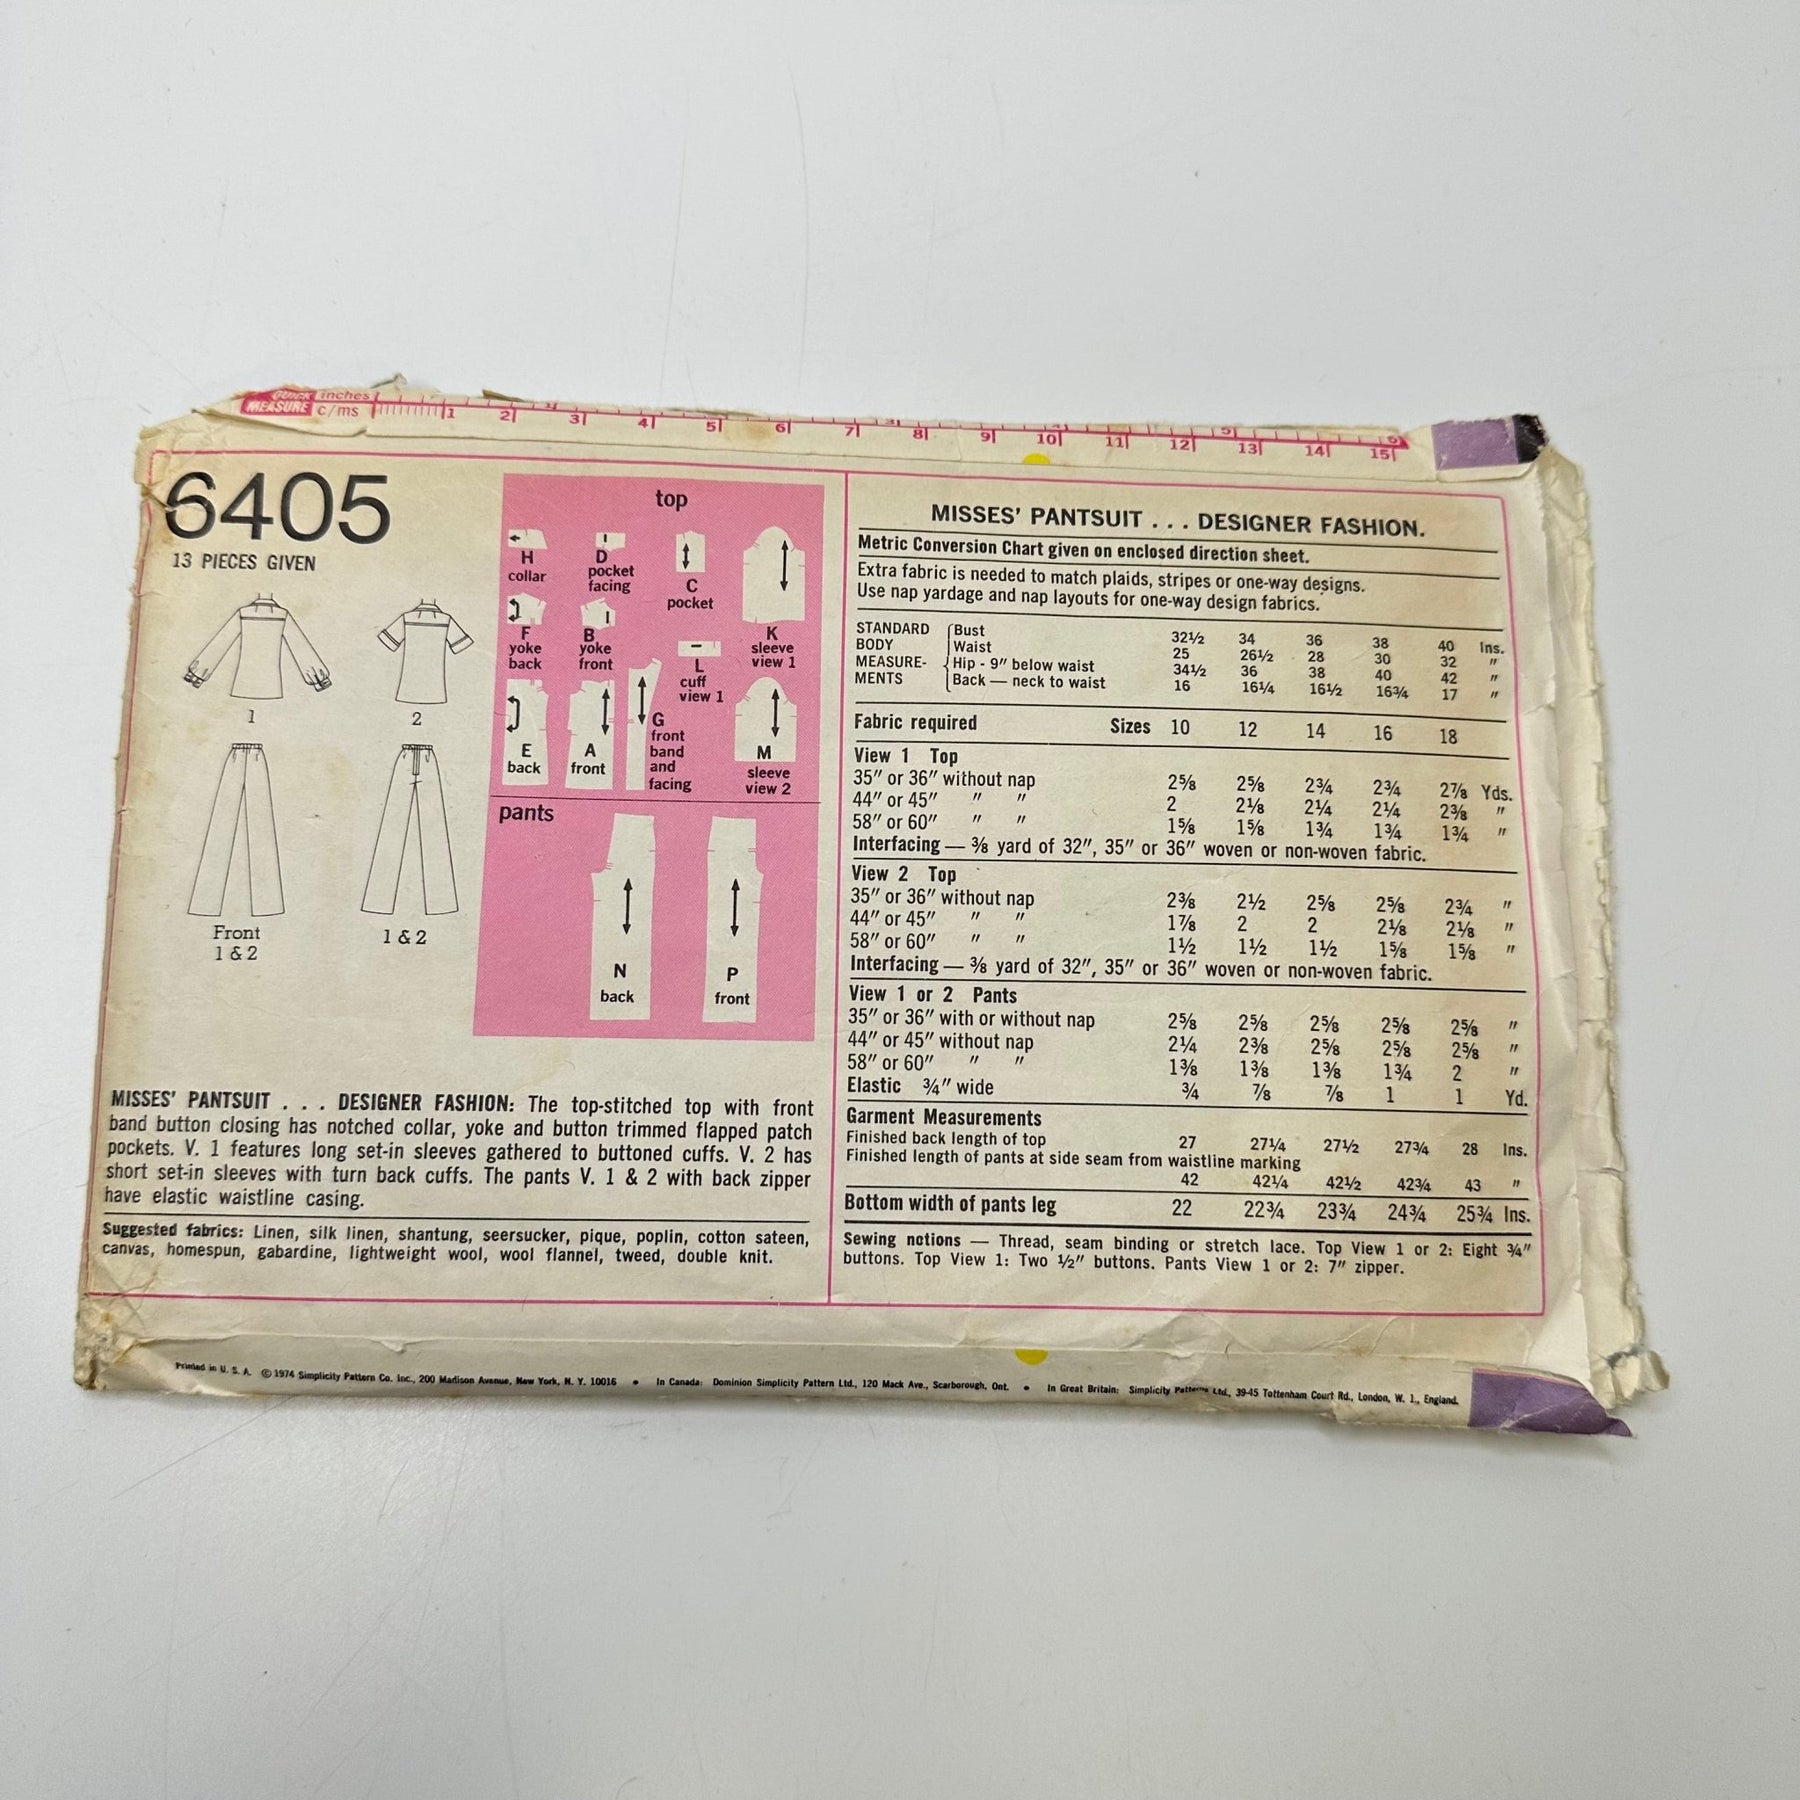 QUICK MEASURE inches c/ms
1 2 3 4 5 6 7 8 9 10 11 12 13 14 15
6405
13 PIECES GIVEN
1
2
Front
1 & 2
1 & 2
top
H
collar
D
pocket
facing
C
pocket
K
sleeve
view 1
F
yoke
back
B
yoke
front
L
cuff
view 1
E
back
A
front
G
front
band
and
facing
M
sleeve
view 2
pants
N
back
P
front
MISSES' PANTSUIT . . . DESIGNER FASHION: The top-stitched top with front
band button closing has notched collar, yoke and button trimmed flapped patch
pockets. V. 1 features long set-in sleeves gathered to buttoned cuffs. V. 2 has
short set-in sleeves with turn back cuffs. The pants V. 1 & 2 with back zipper
have elastic waistline casing.
Suggested fabrics: Linen, silk linen, shantung, seersucker, pique, poplin, cotton sateen,
canvas, homespun, gabardine, lightweight wool, wool flannel, tweed, double knit.
MISSES' PANTSUIT . . . DESIGNER FASHION.
Metric Conversion Chart given on enclosed direction sheet.
Extra fabric is needed to match plaids, stripes or one-way designs.
Use nap yardage and nap layouts for one-way design fabrics.
STANDARD Bust 32½ 34 36 38 40 Ins.
BODY Waist 25 26½ 28 30 32 "
MEASURE- Hip - 9" below waist 34½ 36 38 40 42 "
MENTS Back — neck to waist 16 16¼ 16½ 16¾ 17 "
Fabric required Sizes 10 12 14 16 18
View 1 Top
35" or 36" without nap 2⅝ 2⅝ 2¾ 2¾ 2⅞ Yds.
44" or 45" " " 2 2⅛ 2¼ 2¼ 2⅜ "
58" or 60" " " 1⅝ 1⅝ 1¾ 1¾ 1¾ "
Interfacing — ⅜ yard of 32", 35" or 36" woven or non-woven fabric.
View 2 Top
35" or 36" without nap 2⅜ 2½ 2⅝ 2⅝ 2¾ "
44" or 45" " " 1⅞ 2 2 2⅛ 2⅛ "
58" or 60" " " 1½ 1½ 1½ 1⅝ 1⅝ "
Interfacing — ⅜ yard of 32", 35" or 36" woven or non-woven fabric.
View 1 or 2 Pants
35" or 36" with or without nap 2⅝ 2⅝ 2⅝ 2⅝ 2⅝ "
44" or 45" without nap 2¼ 2⅜ 2⅝ 2⅝ 2⅝ "
58" or 60" " " 1⅜ 1⅜ 1⅜ 1¾ 2 "
Elastic ¾" wide ¾ ⅞ ⅞ 1 1 Yd.
Garment Measurements
Finished back length of top 27 27¼ 27½ 27¾ 28 Ins.
Finished length of pants at side seam from waistline marking
42 42¼ 42½ 42¾ 43 "
Bottom width of pants leg 22 22¾ 23¾ 24¾ 25¾ Ins.
Sewing notions — Thread, seam binding or stretch lace. Top View 1 or 2: Eight ¾"
buttons. Top View 1: Two ½" buttons. Pants View 1 or 2: 7" zipper.
Printed in U. S. A. © 1974 Simplicity Pattern Co. Inc., 200 Madison Avenue, New York, N. Y. 10016 • In Canada: Dominion Simplicity Pattern Ltd., 120 Mack Ave., Scarborough, Ont. • In Great Britain: Simplicity Patterns Ltd., 39-45 Tottenham Court Rd., London, W. 1., England.